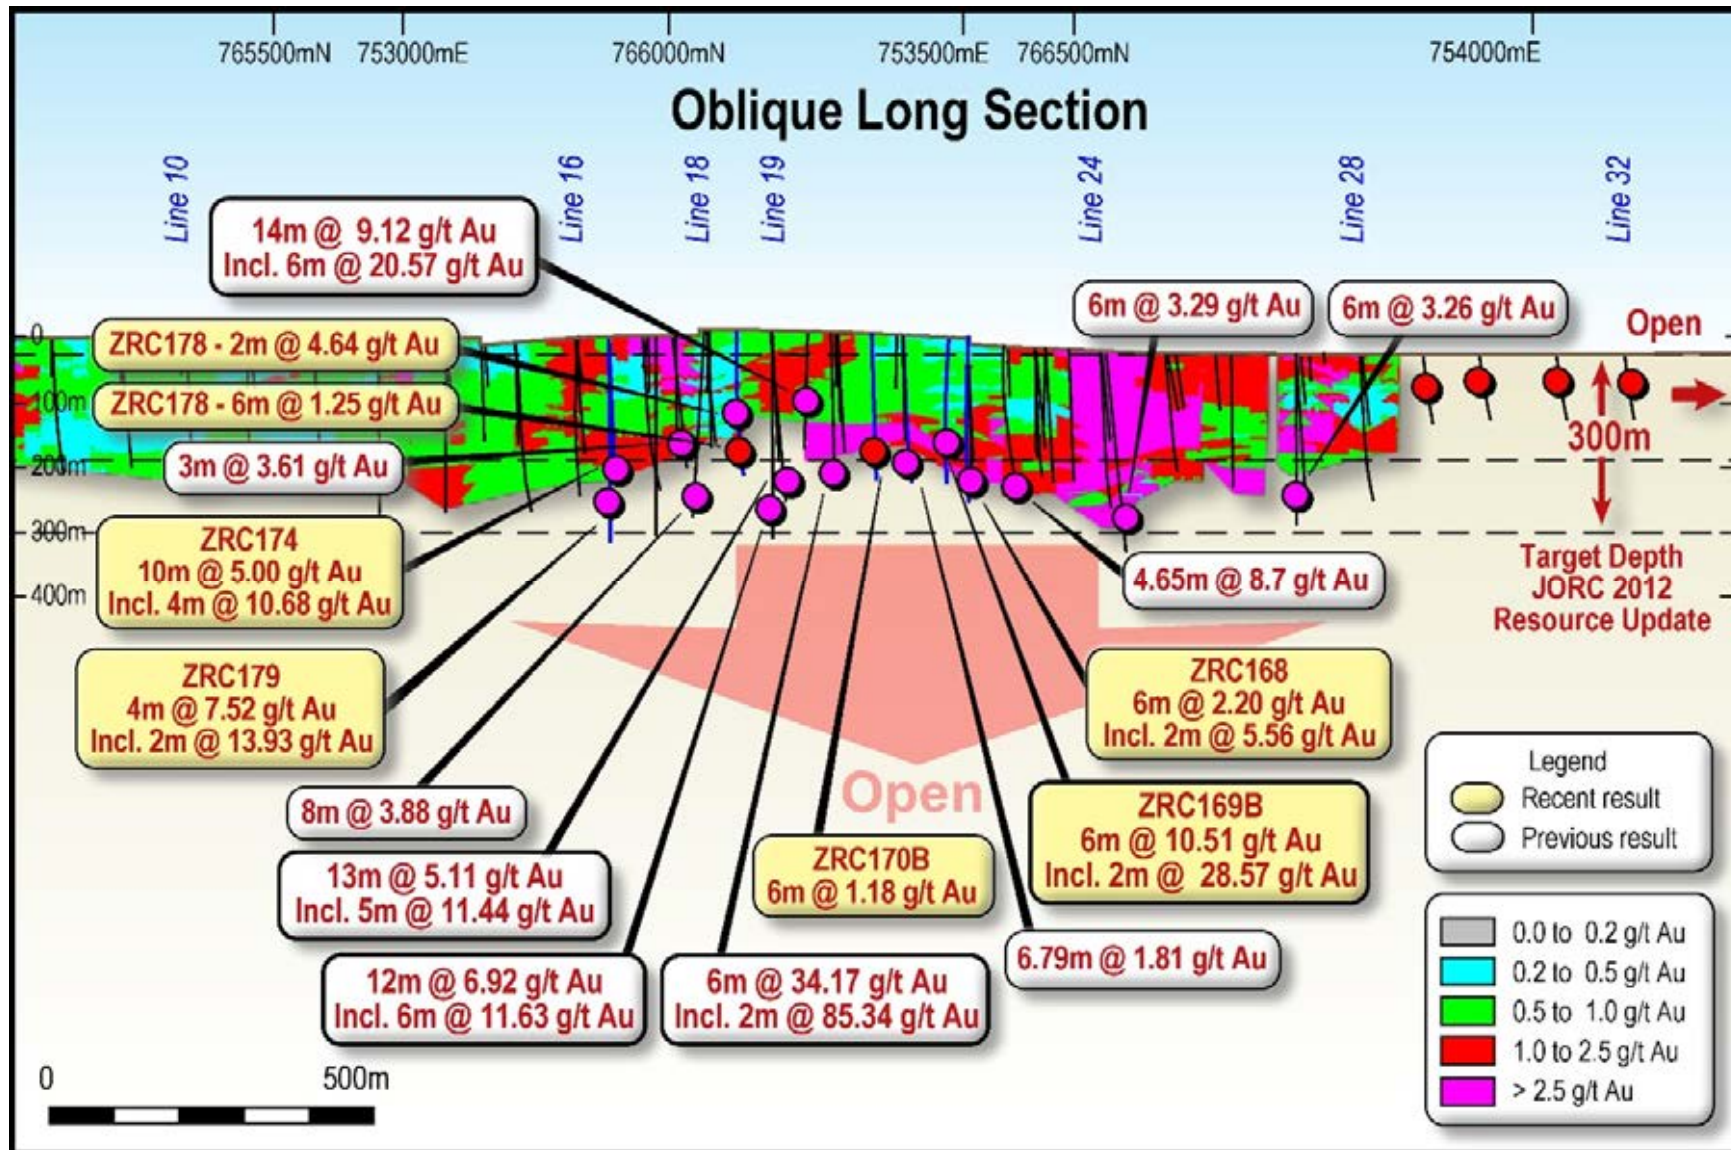 765500mN
753000mE
766000mN
753500mE
766500mN
754000mE
Oblique Long Section
Line 10
Line 16
Line 18
Line 19
Line 24
Line 28
Line 32
14m @ 9.12 g/t Au
Incl. 6m @ 20.57 g/t Au
6m @ 3.29 g/t Au
6m @ 3.26 g/t Au
Open
0
ZRC178 - 2m @ 4.64 g/t Au
100m
ZRC178 - 6m @ 1.25 g/t Au
300m
3m @ 3.61 g/t Au
200m
300m
ZRC174
10m @ 5.00 g/t Au
Incl. 4m @ 10.68 g/t Au
400m
4.65m @ 8.7 g/t Au
Target Depth
JORC 2012
Resource Update
ZRC179
4m @ 7.52 g/t Au
Incl. 2m @ 13.93 g/t Au
ZRC168
6m @ 2.20 g/t Au
Incl. 2m @ 5.56 g/t Au
Open
8m @ 3.88 g/t Au
ZRC169B
6m @ 10.51 g/t Au
Incl. 2m @ 28.57 g/t Au
ZRC170B
6m @ 1.18 g/t Au
13m @ 5.11 g/t Au
Incl. 5m @ 11.44 g/t Au
6.79m @ 1.81 g/t Au
12m @ 6.92 g/t Au
Incl. 6m @ 11.63 g/t Au
6m @ 34.17 g/t Au
Incl. 2m @ 85.34 g/t Au
Legend
Recent result
Previous result
0.0 to 0.2 g/t Au
0.2 to 0.5 g/t Au
0.5 to 1.0 g/t Au
1.0 to 2.5 g/t Au
> 2.5 g/t Au
0
500m